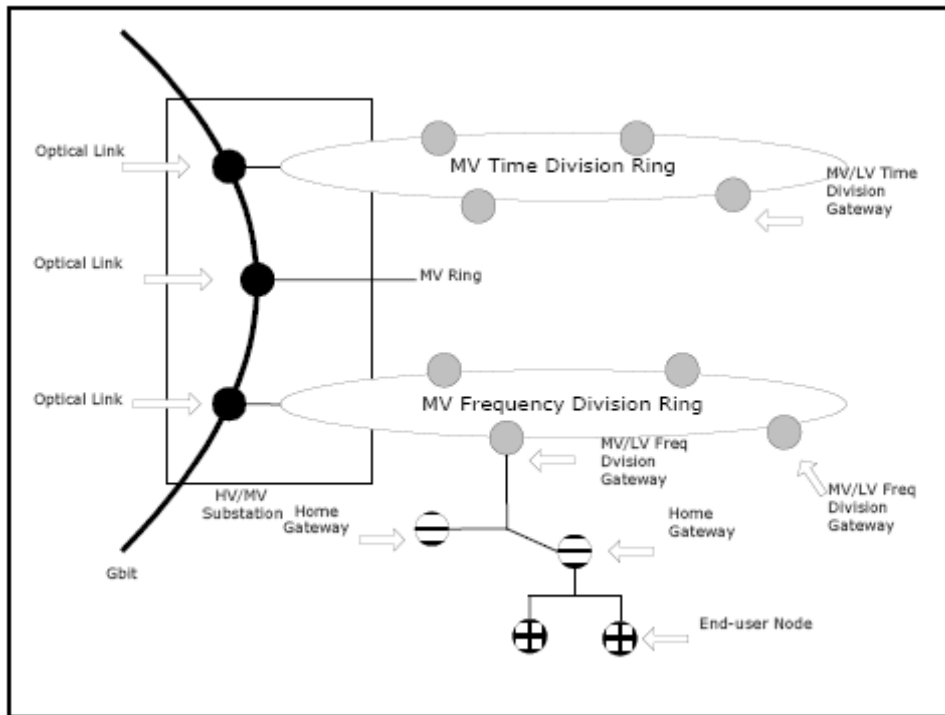 Optical Link
MV Time Division Ring
MV/LV Time
Division
Gateway
Optical Link
MV Ring
Optical Link
MV Frequency Division Ring
MV/LV Freq
Dvision
Gateway
MV/LV Freq
Division
Gateway
HV/MV
Substation
Home
Gateway
Home
Gateway
Gbit
End-user Node